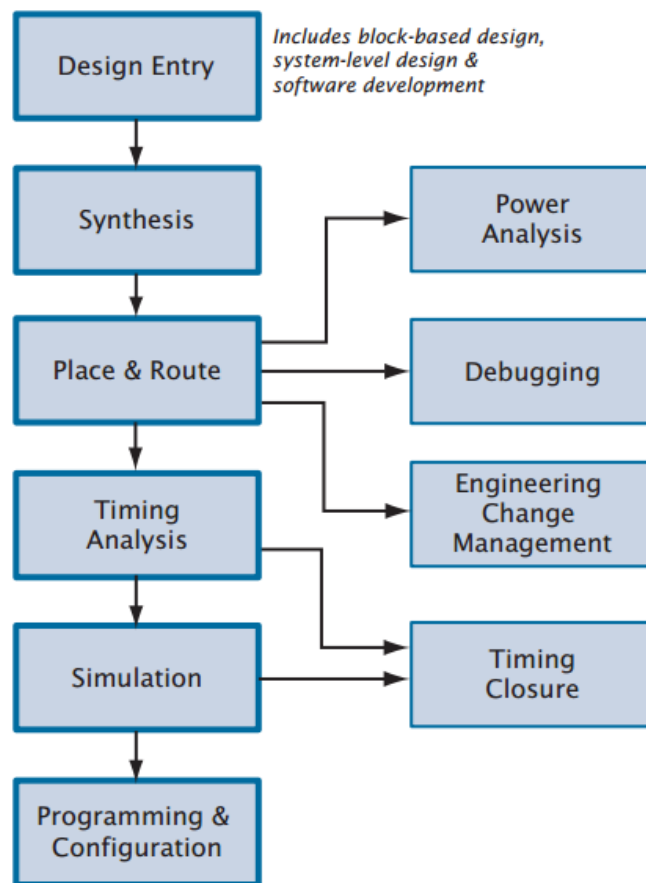 Design Entry
Includes block-based design,
system-level design &
software development
Synthesis
Power
Analysis
Place & Route
Debugging
Timing
Analysis
Engineering
Change
Management
Simulation
Timing
Closure
Programming &
Configuration